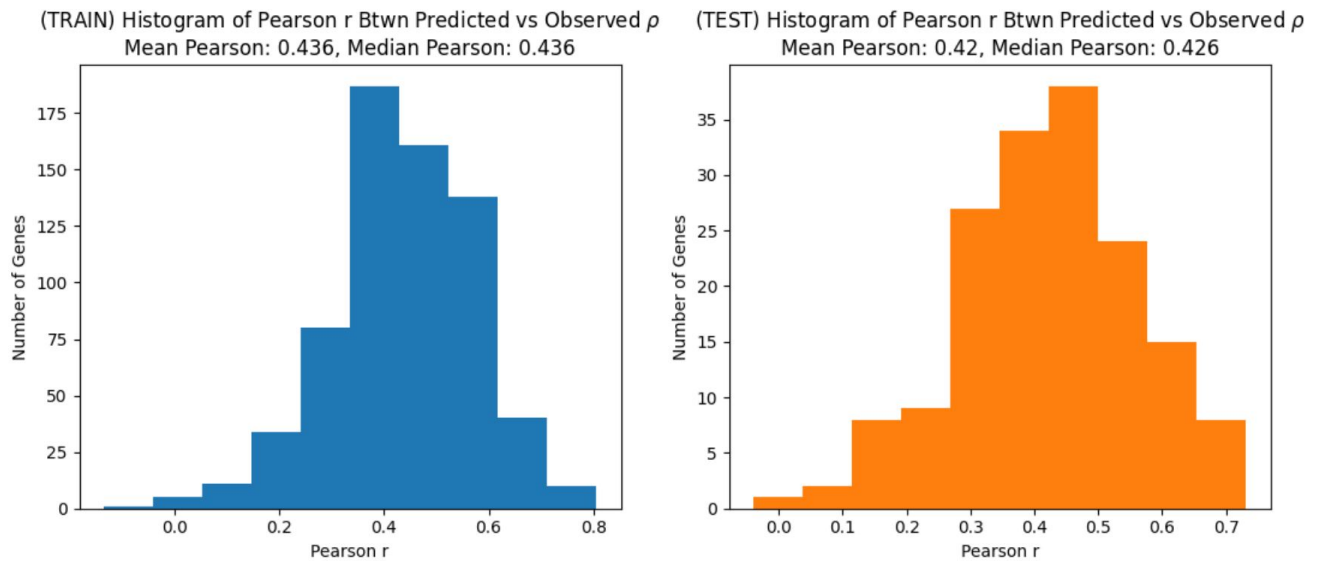 (TRAIN) Histogram of Pearson r Btwn Predicted vs Observed ρ
Mean Pearson: 0.436, Median Pearson: 0.436
175
150
125
100
75
50
25
0
Number of Genes
0.0 0.2 0.4 0.6 0.8
Pearson r
(TEST) Histogram of Pearson r Btwn Predicted vs Observed ρ
Mean Pearson: 0.42, Median Pearson: 0.426
35
30
25
20
15
10
5
0
Number of Genes
0.0 0.1 0.2 0.3 0.4 0.5 0.6 0.7
Pearson r